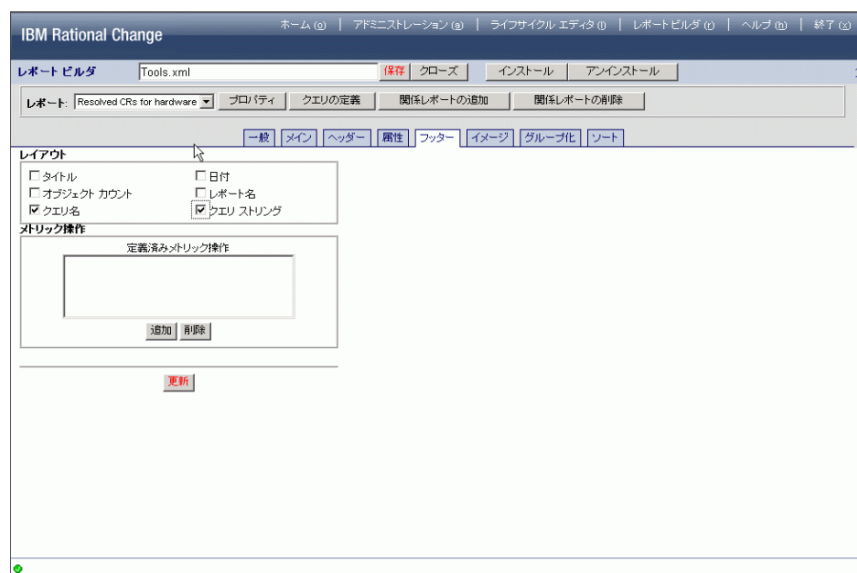 IBM Rational Change
ホーム (o) | アドミニストレーション (a) | ライフサイクル エディタ (l) | レポートビルダ (r) | ヘルプ (h) | 終了 (x)
レポート ビルダ Tools.xml 保存 クローズ インストール アンインストール
レポート: Resolved CRs for hardware プロパティ クエリの定義 関係レポートの追加 関係レポートの削除
一般 メイン ヘッダー 属性 フッター イメージ グループ化 ソート
レイアウト
タイトル 日付
オブジェクト カウント レポート名
クエリ名 クエリ ストリング
メトリック操作
定義済みメトリック操作
追加 削除
更新